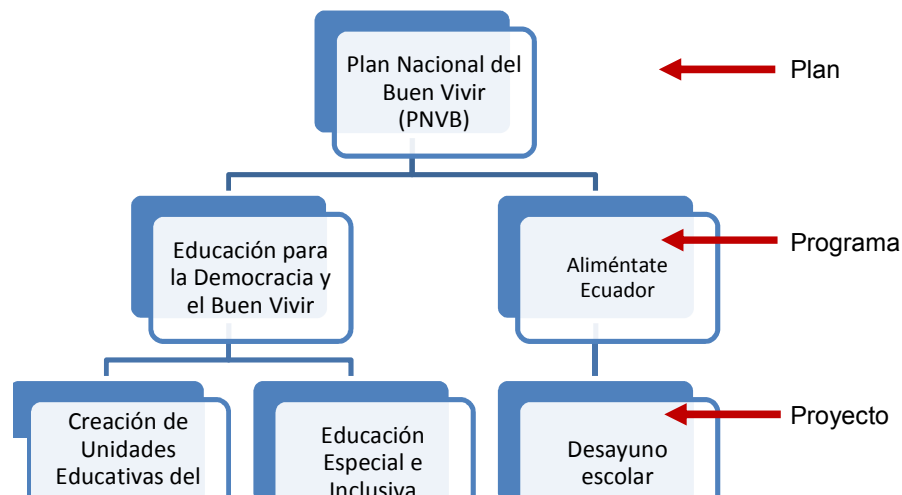 Plan Nacional del
Buen Vivir
(PNVB)
Plan
Educación para
la Democracia y
el Buen Vivir
Aliméntate
Ecuador
Programa
Creación de
Unidades
Educativas del
Educación
Especial e
Inclusiva
Desayuno
escolar
Proyecto